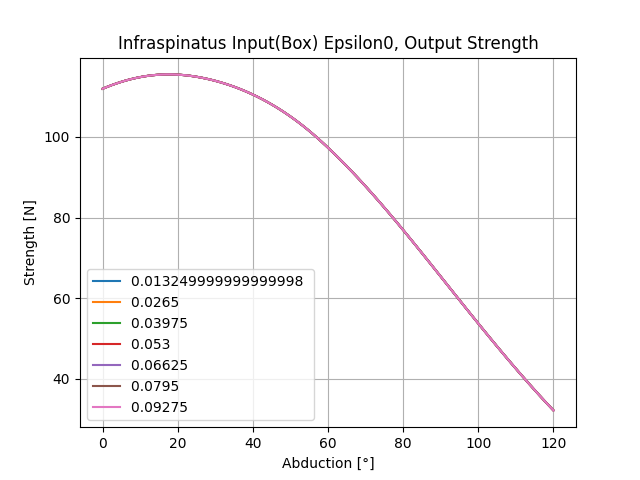 Infraspinatus Input(Box) Epsilon0, Output Strength
Strength [N]
100
80
60
40
0.013249999999999998
0.0265
0.03975
0.053
0.06625
0.0795
0.09275
0 20 40 60 80 100 120
Abduction [°]